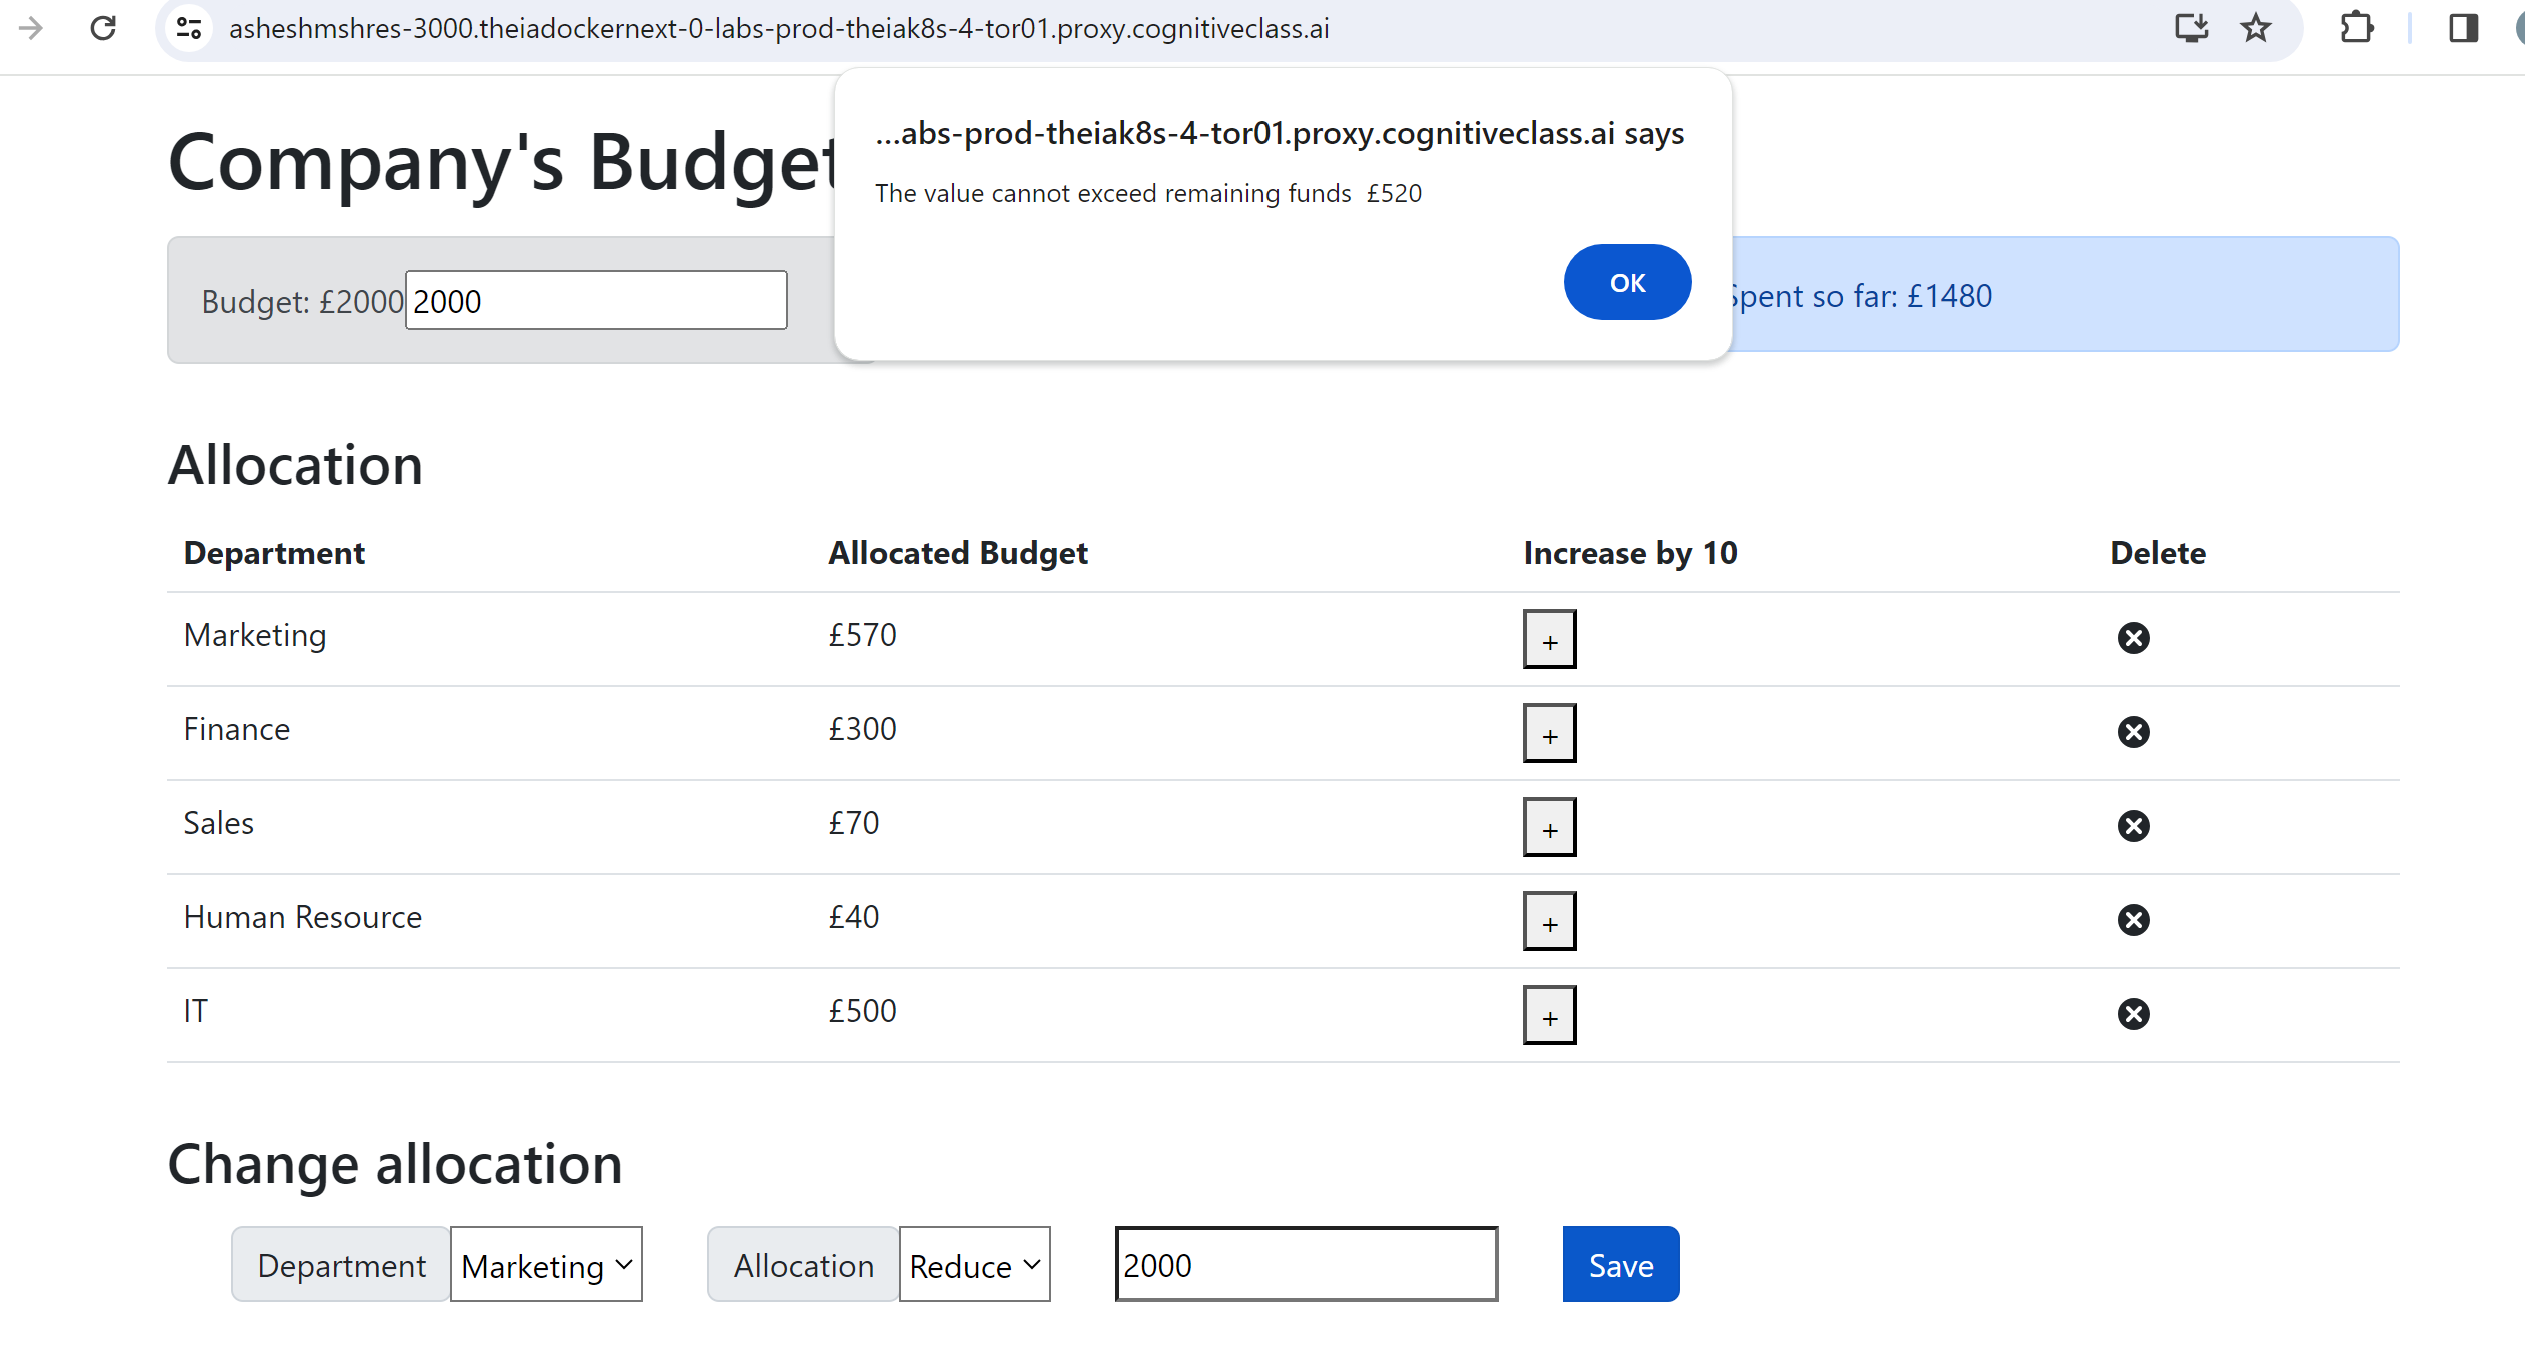 asheshmshres-3000.theiadockernext-0-labs-prod-theiak8s-4-tor01.proxy.cognitiveclass.ai
...abs-prod-theiak8s-4-tor01.proxy.cognitiveclass.ai says
The value cannot exceed remaining funds £520
OK
Company's Budget
Budget: £2000 2000
Spent so far: £1480
Allocation
Department Allocated Budget Increase by 10 Delete
Marketing £570 +
Finance £300 +
Sales £70 +
Human Resource £40 +
IT £500 +
Change allocation
Department Marketing Allocation Reduce 2000 Save